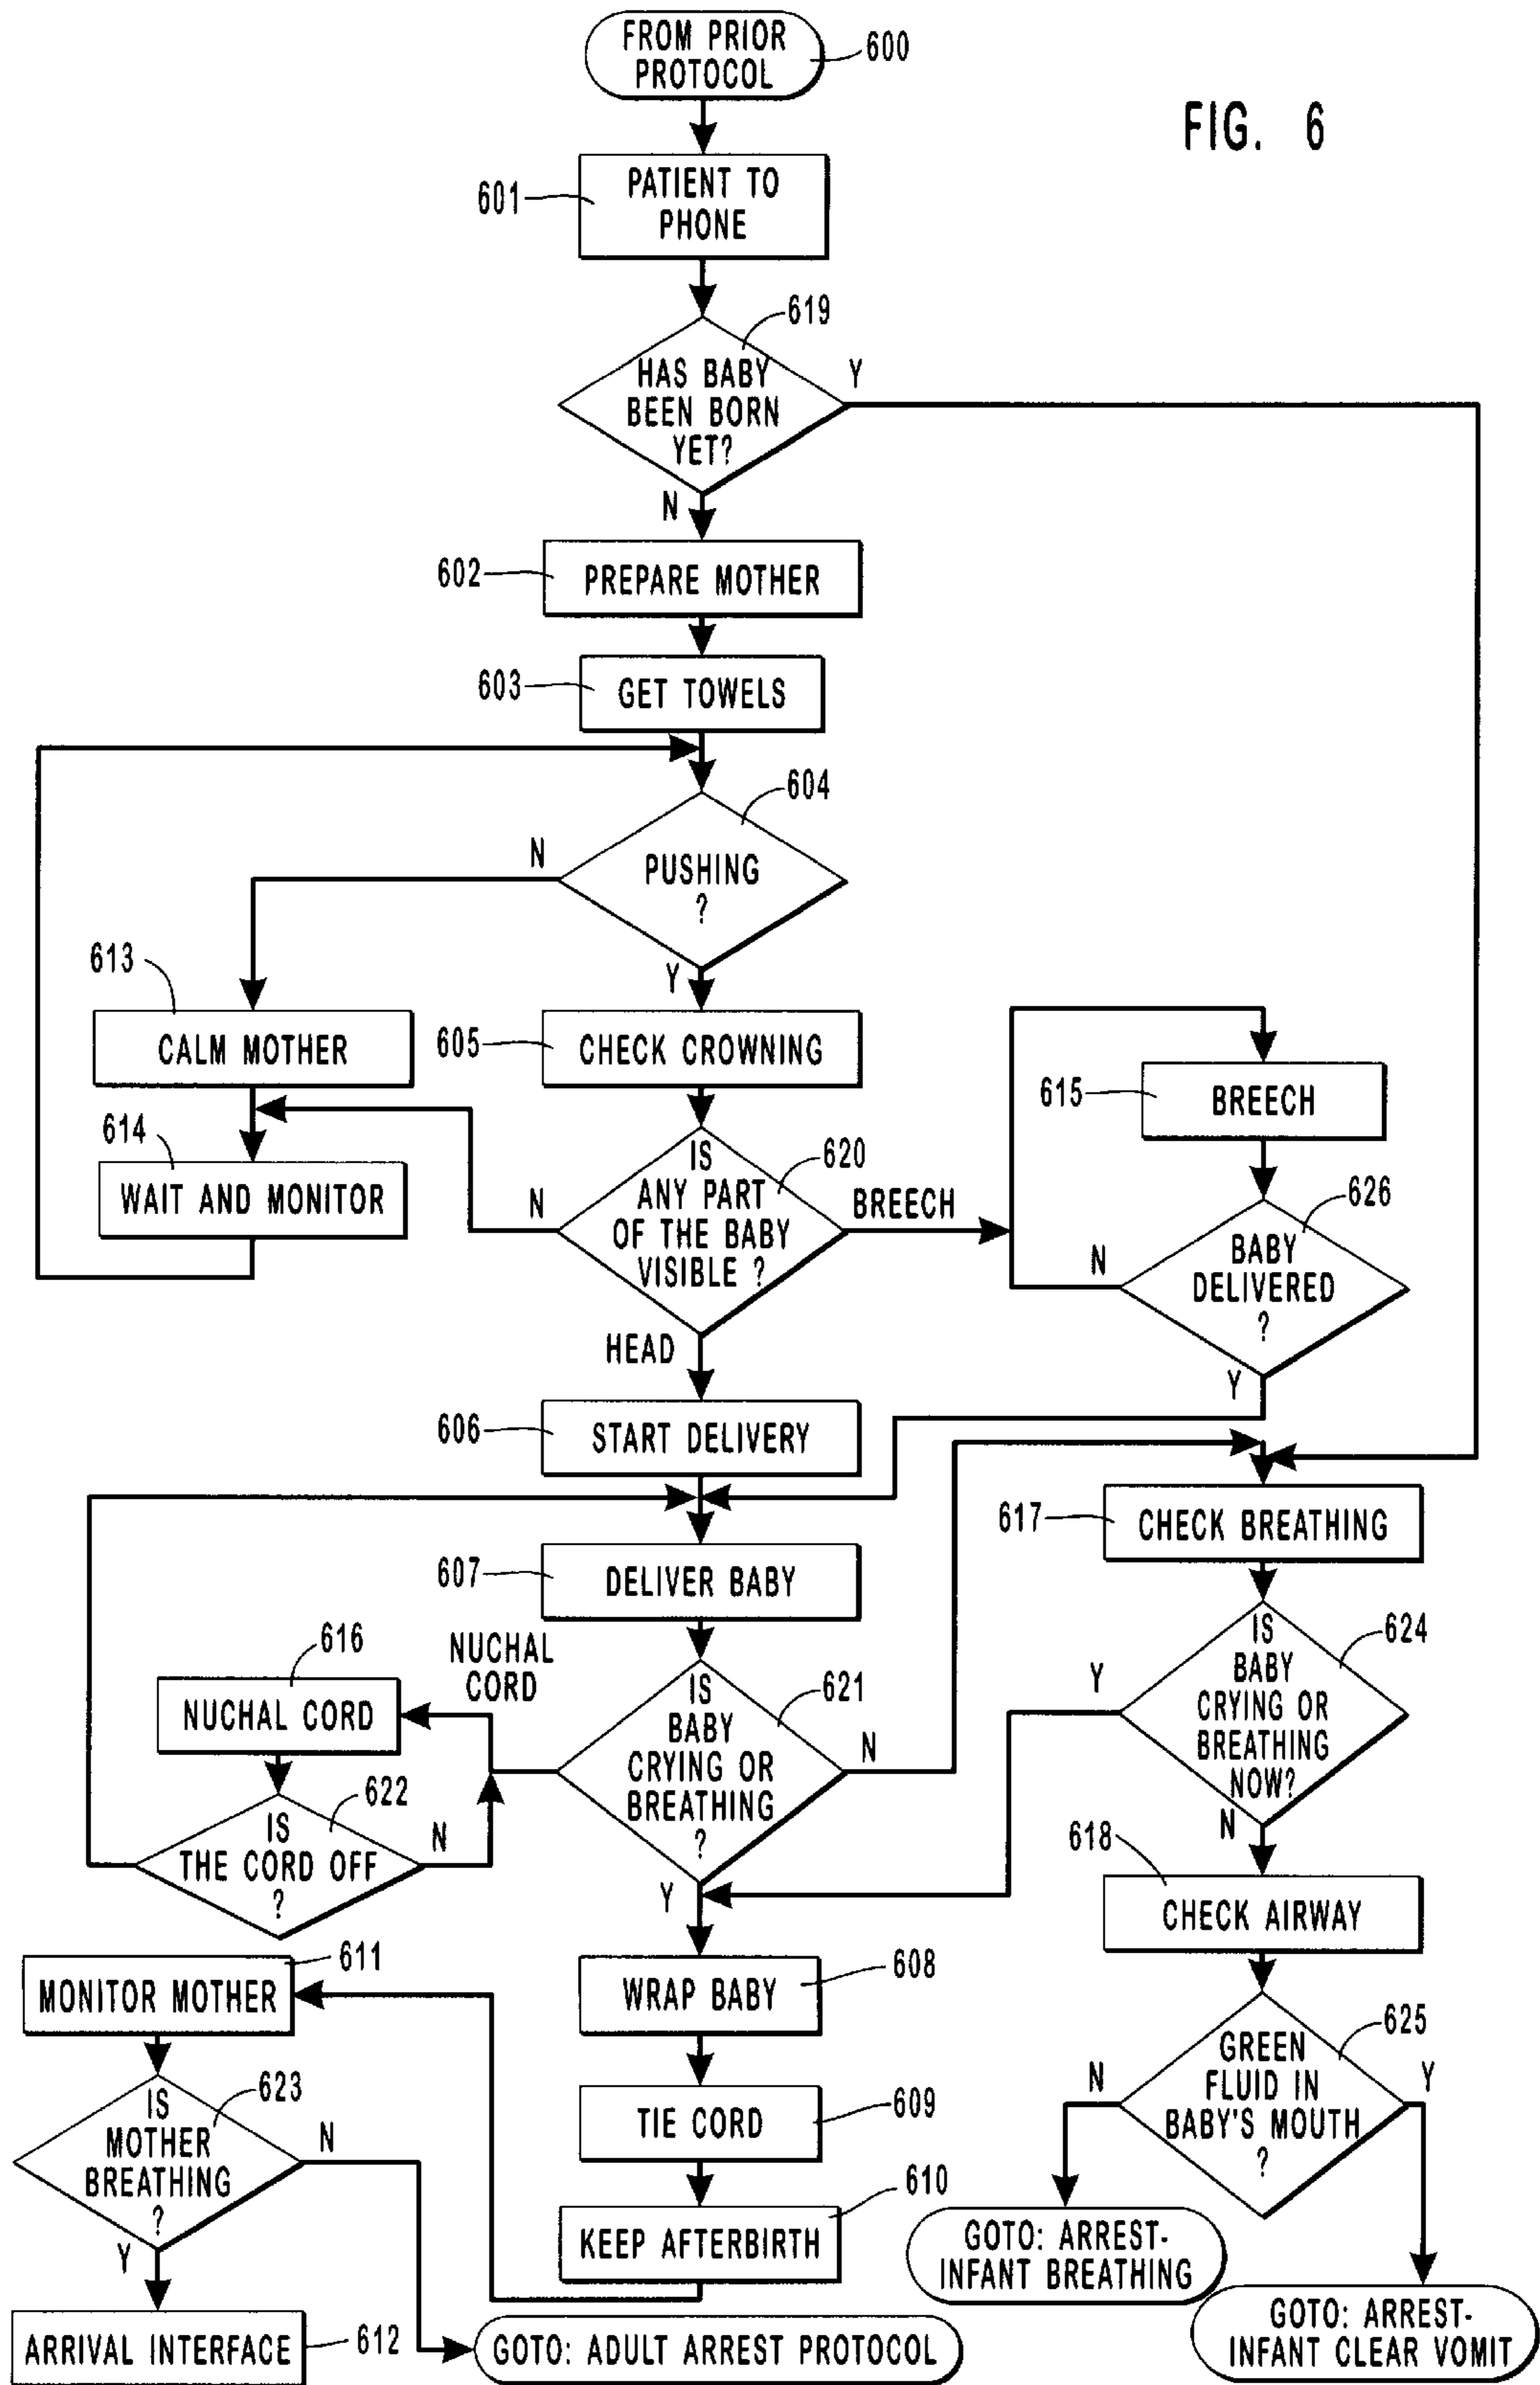 FROM PRIOR
PROTOCOL
600
FIG. 6
601
PATIENT TO
PHONE
619
HAS BABY
BEEN BORN
YET?
Y
N
602
PREPARE MOTHER
603
GET TOWELS
604
N
PUSHING
?
Y
613
CALM MOTHER
605
CHECK CROWNING
615
BREECH
614
WAIT AND MONITOR
N
IS
ANY PART
OF THE BABY
VISIBLE ?
620
BREECH
626
N
BABY
DELIVERED
?
Y
HEAD
606
START DELIVERY
617
CHECK BREATHING
607
DELIVER BABY
616
NUCHAL CORD
NUCHAL
CORD
IS
BABY
CRYING OR
BREATHING
?
621
N
Y
IS
BABY
CRYING OR
BREATHING
NOW?
624
N
622
IS
THE CORD OFF
?
N
Y
618
CHECK AIRWAY
611
MONITOR MOTHER
608
WRAP BABY
625
N
GREEN
FLUID IN
BABY'S MOUTH
?
Y
623
IS
MOTHER
BREATHING
?
N
Y
609
TIE CORD
610
KEEP AFTERBIRTH
GOTO: ARREST-
INFANT BREATHING
GOTO: ARREST-
INFANT CLEAR VOMIT
ARRIVAL INTERFACE
612
GOTO: ADULT ARREST PROTOCOL